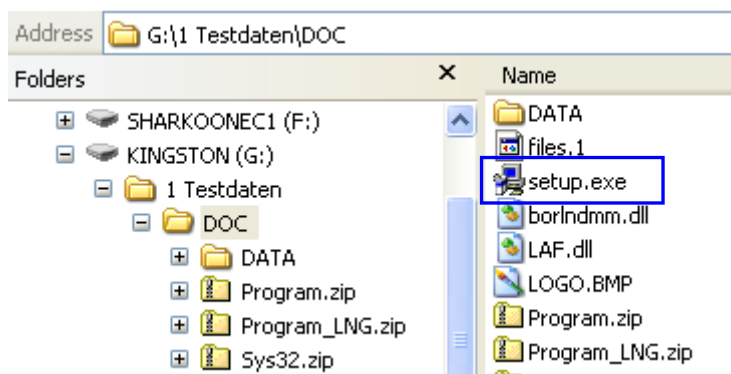 Address G:\1 Testdaten\DOC
Folders
SHARKOONEC1 (F:)
KINGSTON (G:)
1 Testdaten
DOC
DATA
Program.zip
Program_LNG.zip
Sys32.zip
Name
DATA
files.1
setup.exe
borlndmm.dll
LAF.dll
LOGO.BMP
Program.zip
Program_LNG.zip